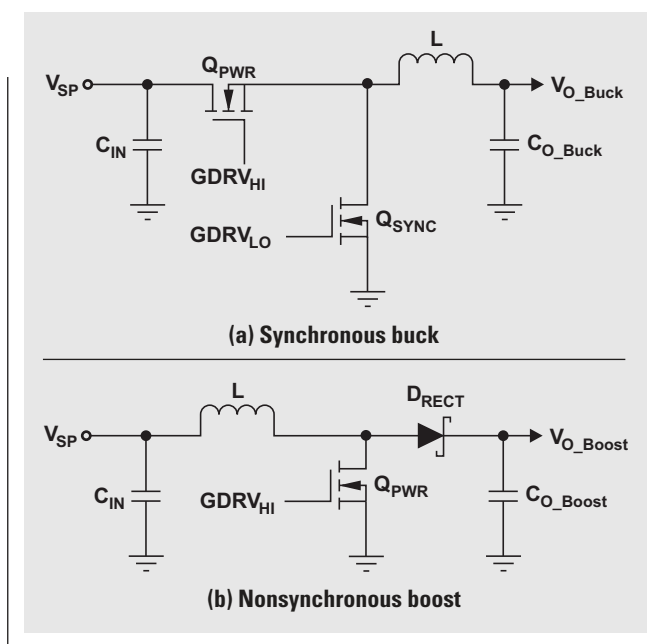 L
Q_PWR
V_SP
V_O_Buck
C_IN
C_O_Buck
GDRV_HI
GDRV_LO
Q_SYNC
(a) Synchronous buck
L
D_RECT
V_SP
V_O_Boost
C_IN
GDRV_HI
Q_PWR
C_O_Boost
(b) Nonsynchronous boost